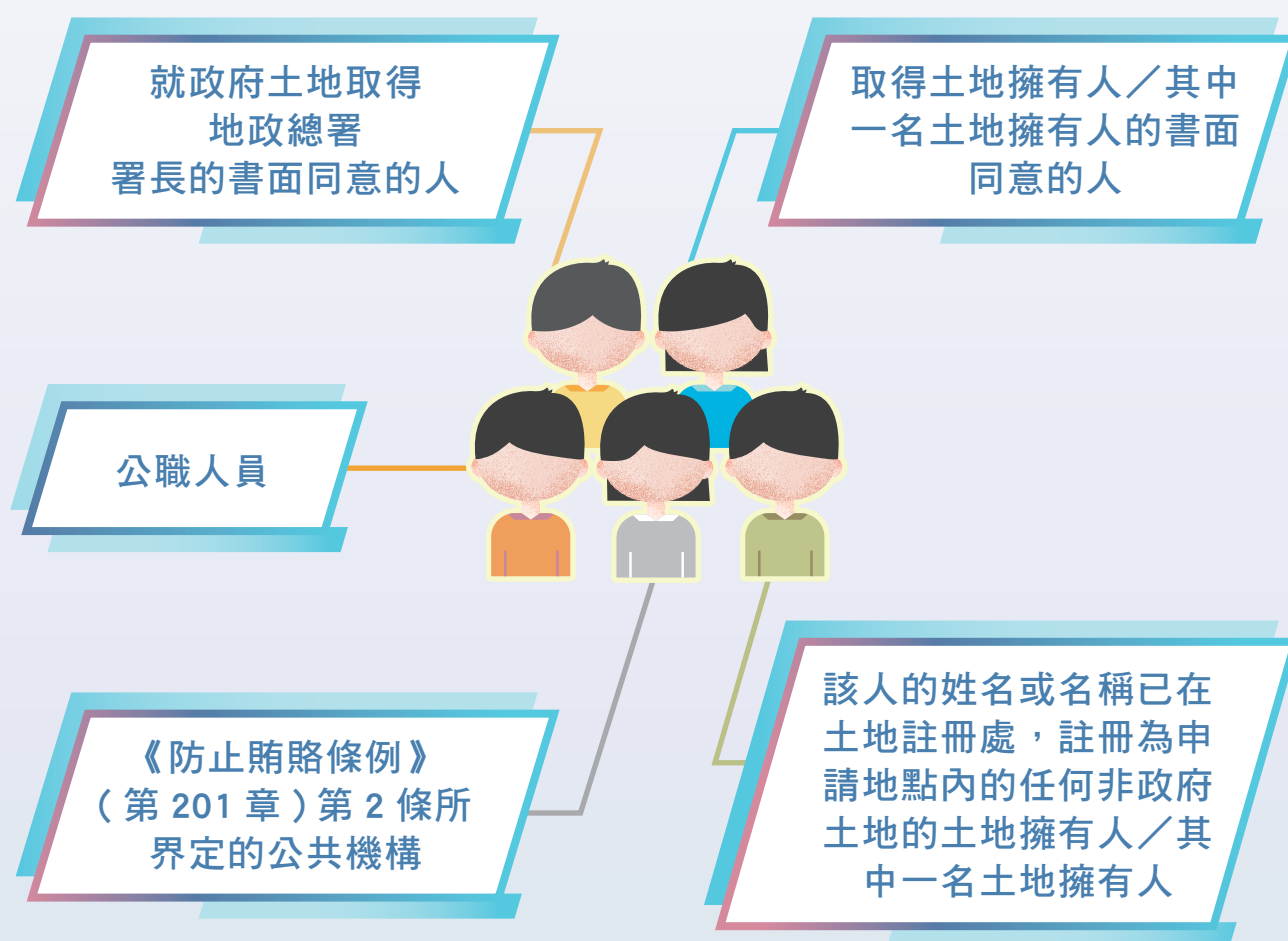 就政府土地取得
地政總署
署長的書面同意的人
取得土地擁有人／其中
一名土地擁有人的書面
同意的人
公職人員
《防止賄賂條例》
（第 201 章）第 2 條所
界定的公共機構
該人的姓名或名稱已在
土地註冊處，註冊為申
請地點內的任何非政府
土地的土地擁有人／其
中一名土地擁有人